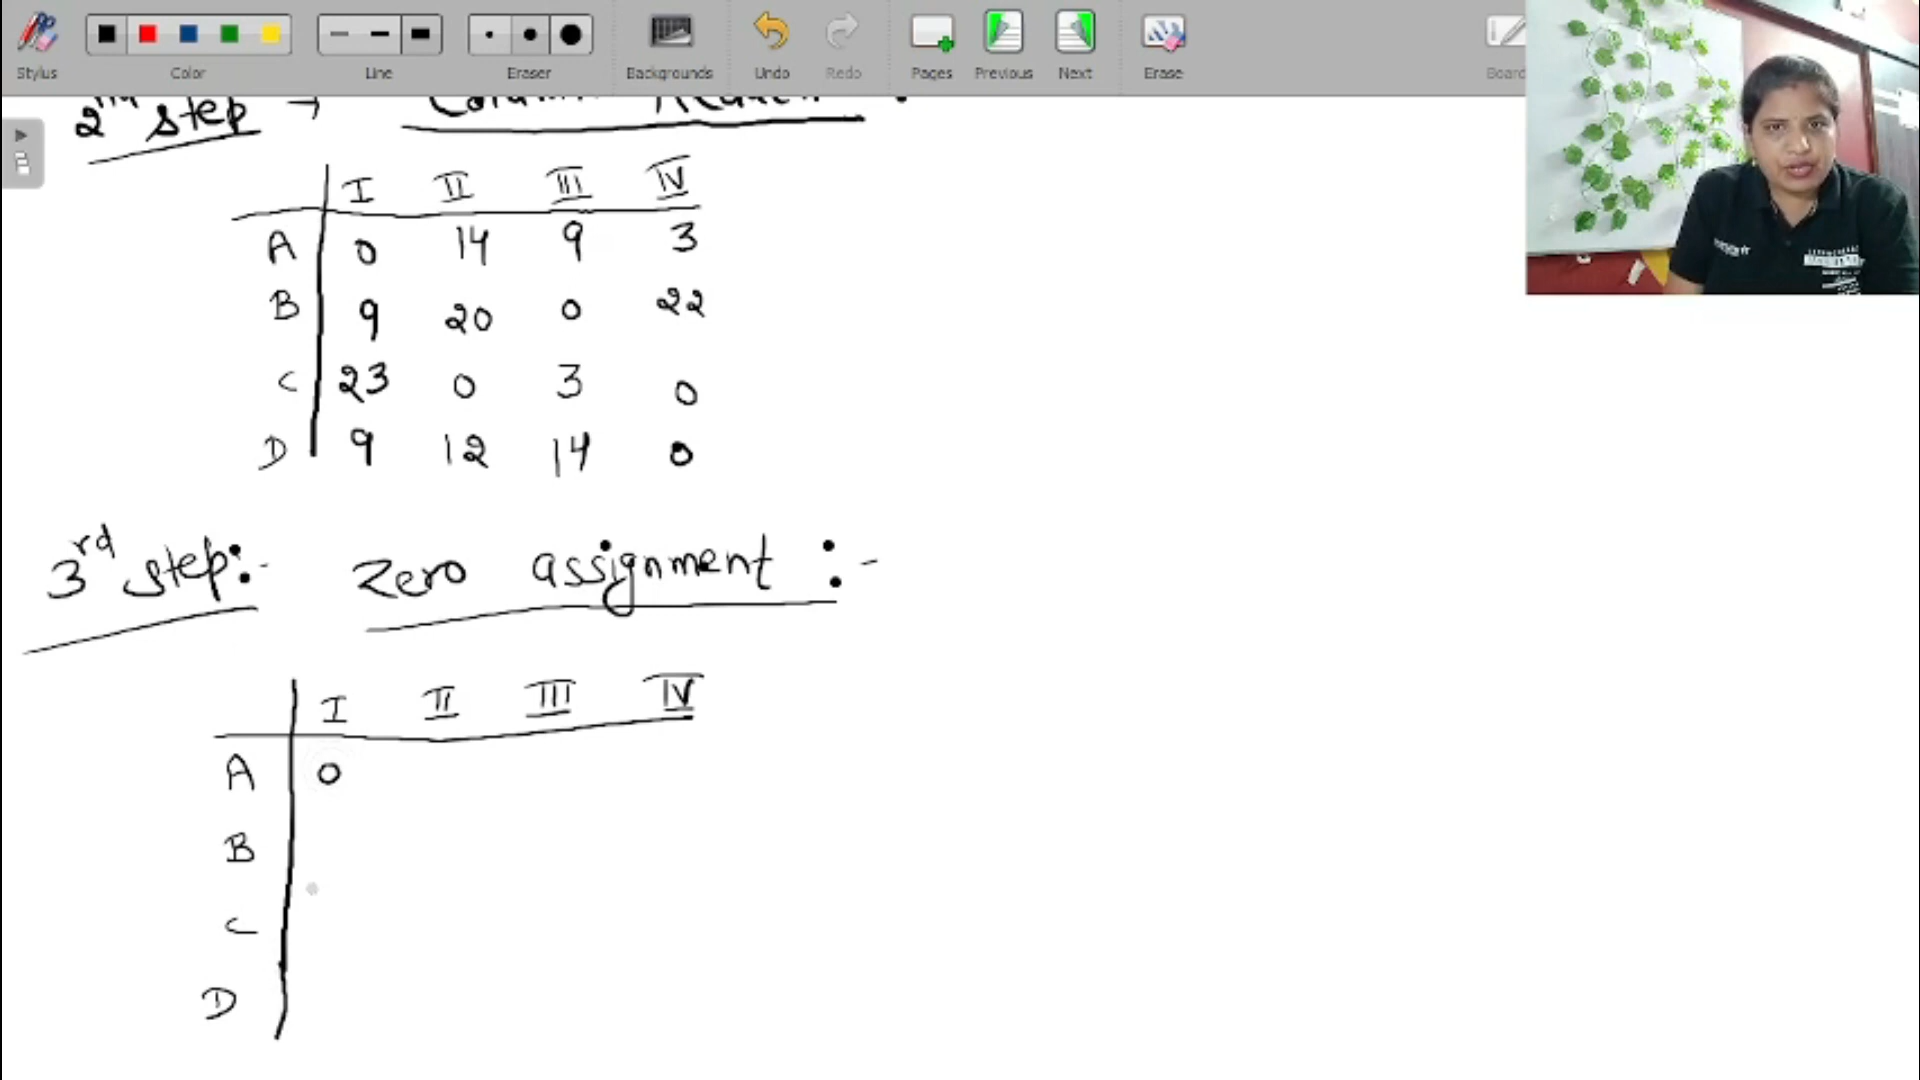 Stylus
Color
Line
Eraser
Backgrounds
Undo
Redo
Pages
Previous
Next
Erase
Board
2nd step →
I II III IV
A 0 14 9 3
B 9 20 0 22
C 23 0 3 0
D 9 12 14 0
3rd step:- Zero assignment :-
I II III IV
A 0
B
C
D